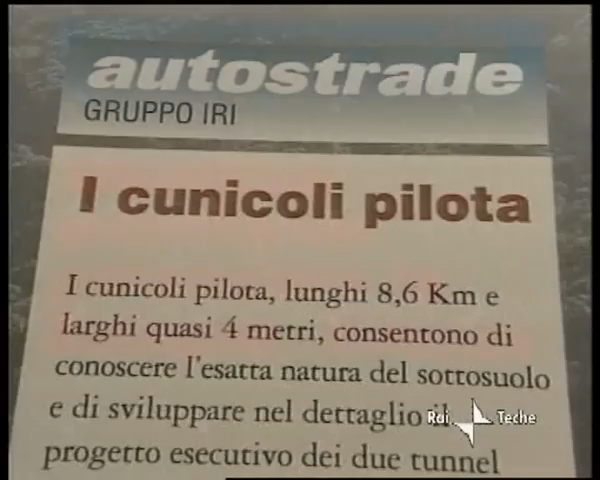 autostrade
GRUPPO IRI
I cunicoli pilota
I cunicoli pilota, lunghi 8,6 Km e
larghi quasi 4 metri, consentono di
conoscere l'esatta natura del sottosuolo
e di sviluppare nel dettaglio il
progetto esecutivo dei due tunnel
Rai Teche